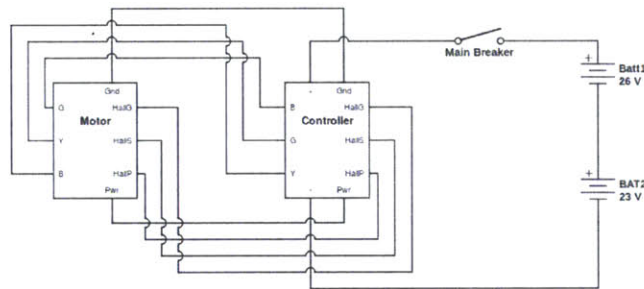 Main Breaker
Batt1
26 V
BAT2
23 V
Gnd
G
HallG
Motor
Y
HallS
B
HallP
Pwr
-
Gnd
B
HallG
Controller
G
HallS
Y
HallP
-
Pwr
+
+